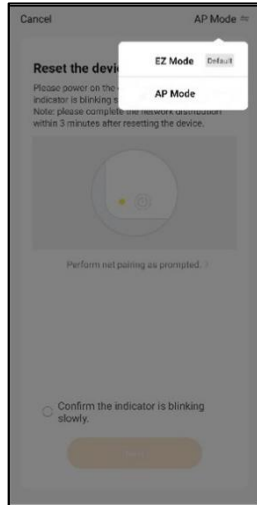 Cancel AP Mode ⇌
Reset the devi
EZ Mode Default
AP Mode
Please power on the
indicator is blinking s
Note: please complete the network distribution
within 3 minutes after resetting the device.
Perform net pairing as prompted. >
Confirm the indicator is blinking
slowly.